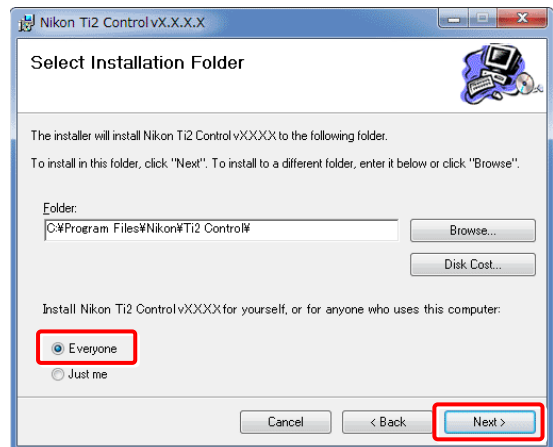 Nikon Ti2 Control vX.X.X.X
Select Installation Folder
The installer will install Nikon Ti2 Control vXXXX to the following folder.
To install in this folder, click "Next". To install to a different folder, enter it below or click "Browse".
Folder:
C:¥Program Files¥Nikon¥Ti2 Control¥
Browse...
Disk Cost...
Install Nikon Ti2 Control vXXXX for yourself, or for anyone who uses this computer:
Everyone
Just me
Cancel
< Back
Next >